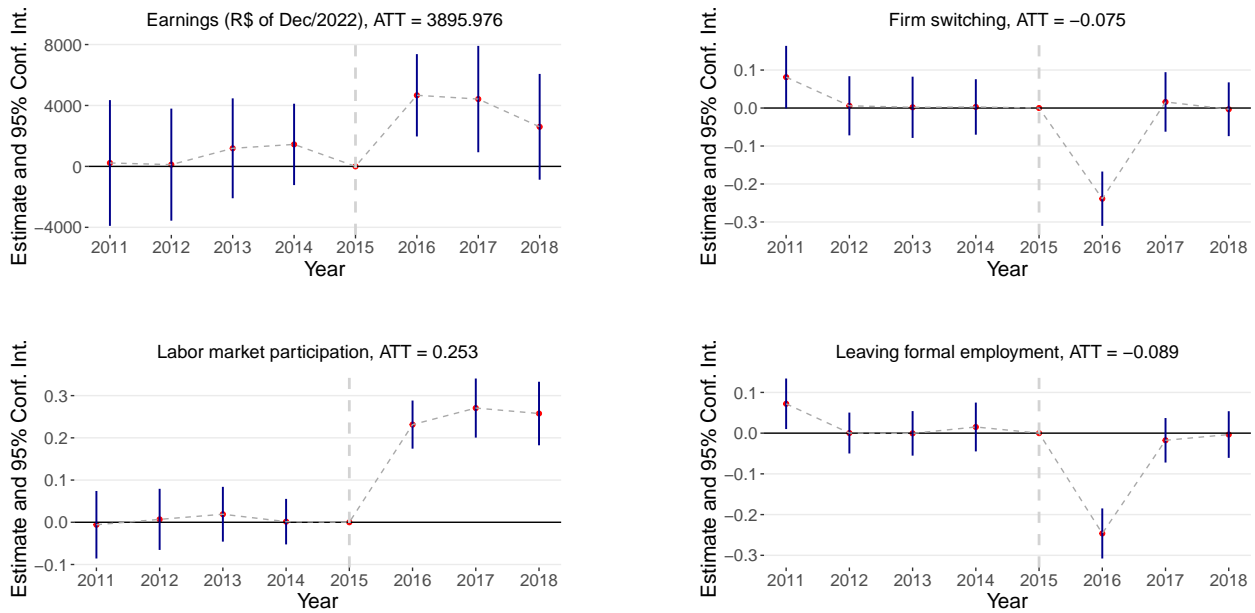 Earnings (R$ of Dec/2022), ATT = 3895.976
Estimate and 95% Conf. Int.
8000
4000
0
−4000
2011 2012 2013 2014 2015 2016 2017 2018
Year
Firm switching, ATT = −0.075
Estimate and 95% Conf. Int.
0.1
0.0
−0.1
−0.2
−0.3
2011 2012 2013 2014 2015 2016 2017 2018
Year
Labor market participation, ATT = 0.253
Estimate and 95% Conf. Int.
0.3
0.2
0.0
−0.1
2011 2012 2013 2014 2015 2016 2017 2018
Year
Leaving formal employment, ATT = −0.089
Estimate and 95% Conf. Int.
0.1
0.0
−0.1
−0.2
−0.3
2011 2012 2013 2014 2015 2016 2017 2018
Year